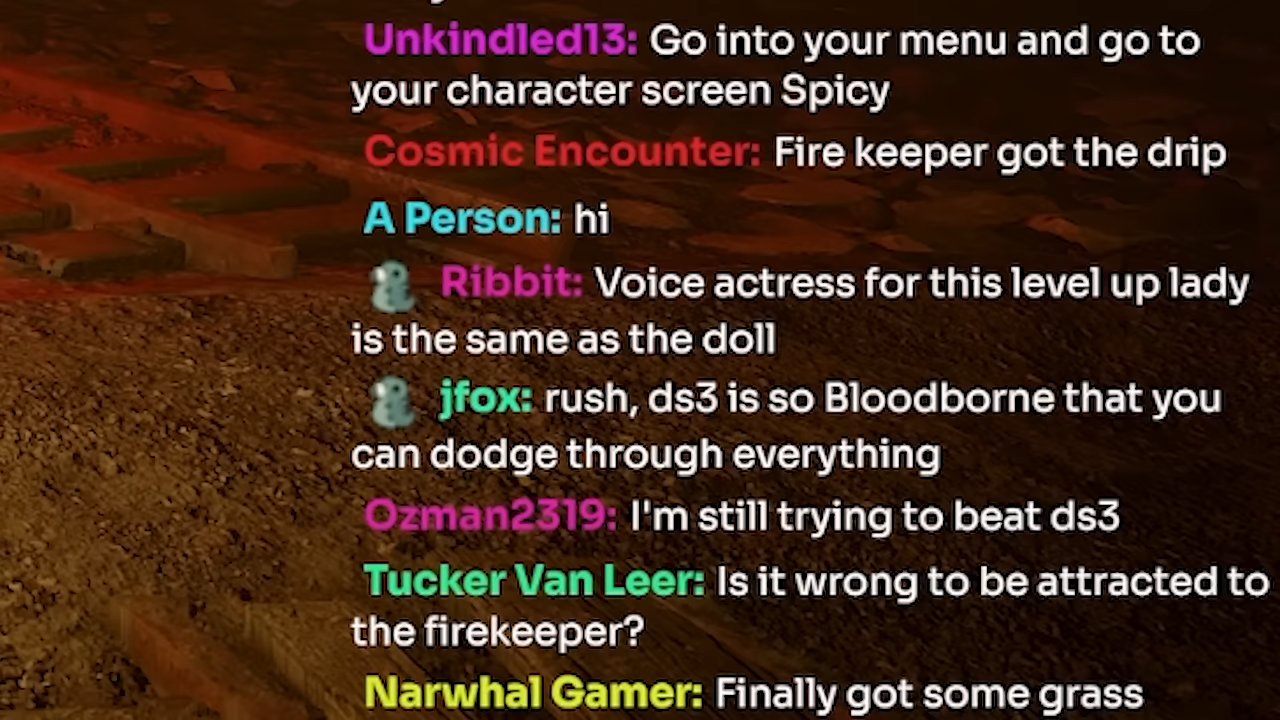 Unkindled13: Go into your menu and go to
your character screen Spicy
Cosmic Encounter: Fire keeper got the drip
A Person: hi
Ribbit: Voice actress for this level up lady
is the same as the doll
jfox: rush, ds3 is so Bloodborne that you
can dodge through everything
Ozman2319: I'm still trying to beat ds3
Tucker Van Leer: Is it wrong to be attracted to
the firekeeper?
Narwhal Gamer: Finally got some grass